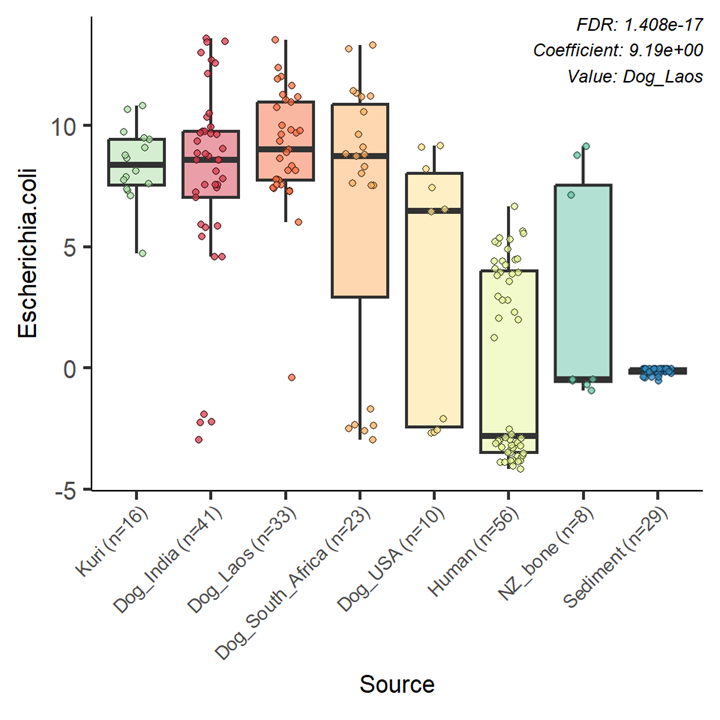 FDR: 1.408e-17
Coefficient: 9.19e+00
Value: Dog_Laos
Escherichia.coli
10
5
0
-5
Kuri (n=16)
Dog_India (n=41)
Dog_Laos (n=33)
Dog_South_Africa (n=23)
Dog_USA (n=10)
Human (n=56)
NZ_bone (n=8)
Sediment (n=29)
Source